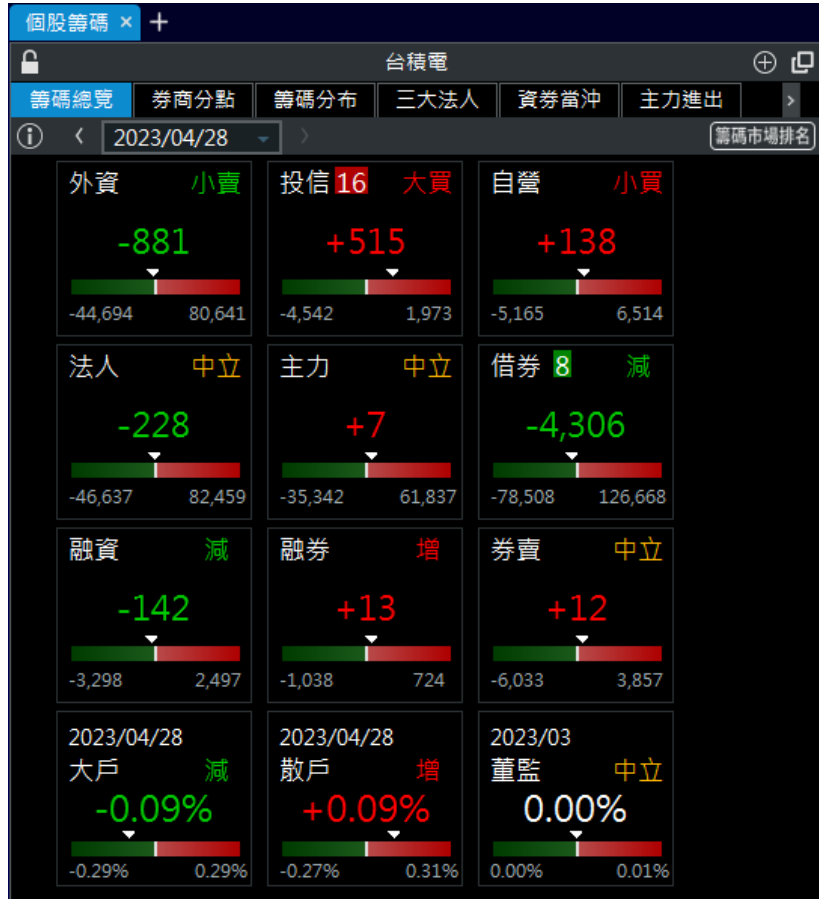 個股籌碼 × +
台積電
籌碼總覽 券商分點 籌碼分布 三大法人 資券當沖 主力進出 >
< 2023/04/28 > 籌碼市場排名
外資 小賣 投信 16 大買 自營 小買
-881 +515 +138
-44,694 80,641 -4,542 1,973 -5,165 6,514
法人 中立 主力 中立 借券 8 減
-228 +7 -4,306
-46,637 82,459 -35,342 61,837 -78,508 126,668
融資 減 融券 增 券賣 中立
-142 +13 +12
-3,298 2,497 -1,038 724 -6,033 3,857
2023/04/28 2023/04/28 2023/03
大戶 減 散戶 增 董監 中立
-0.09% +0.09% 0.00%
-0.29% 0.29% -0.27% 0.31% 0.00% 0.01%